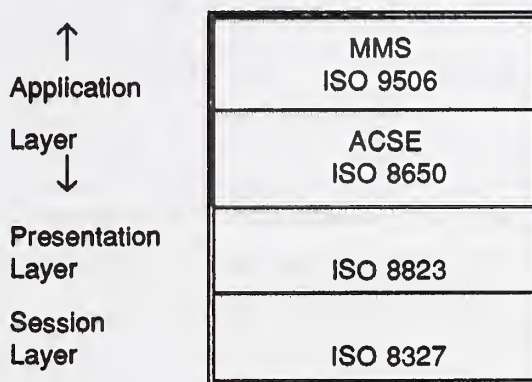 ↑
Application
Layer
↓
MMS
ISO 9506
ACSE
ISO 8650
Presentation
Layer
ISO 8823
Session
Layer
ISO 8327